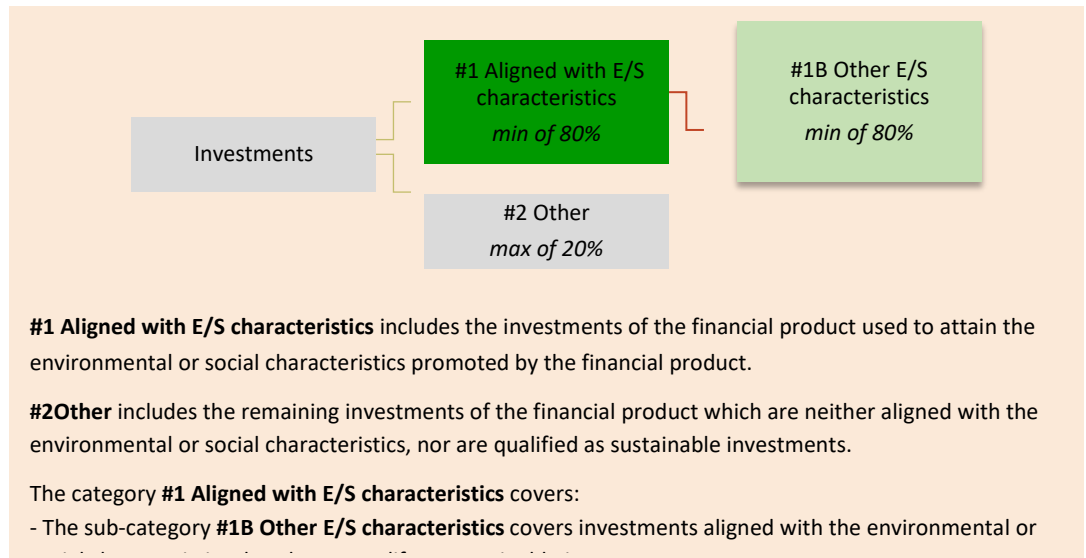 #1 Aligned with E/S
characteristics
min of 80%
#1B Other E/S
characteristics
min of 80%
Investments
#2 Other
max of 20%
#1 Aligned with E/S characteristics includes the investments of the financial product used to attain the
environmental or social characteristics promoted by the financial product.
#2Other includes the remaining investments of the financial product which are neither aligned with the
environmental or social characteristics, nor are qualified as sustainable investments.
The category #1 Aligned with E/S characteristics covers:
- The sub-category #1B Other E/S characteristics covers investments aligned with the environmental or